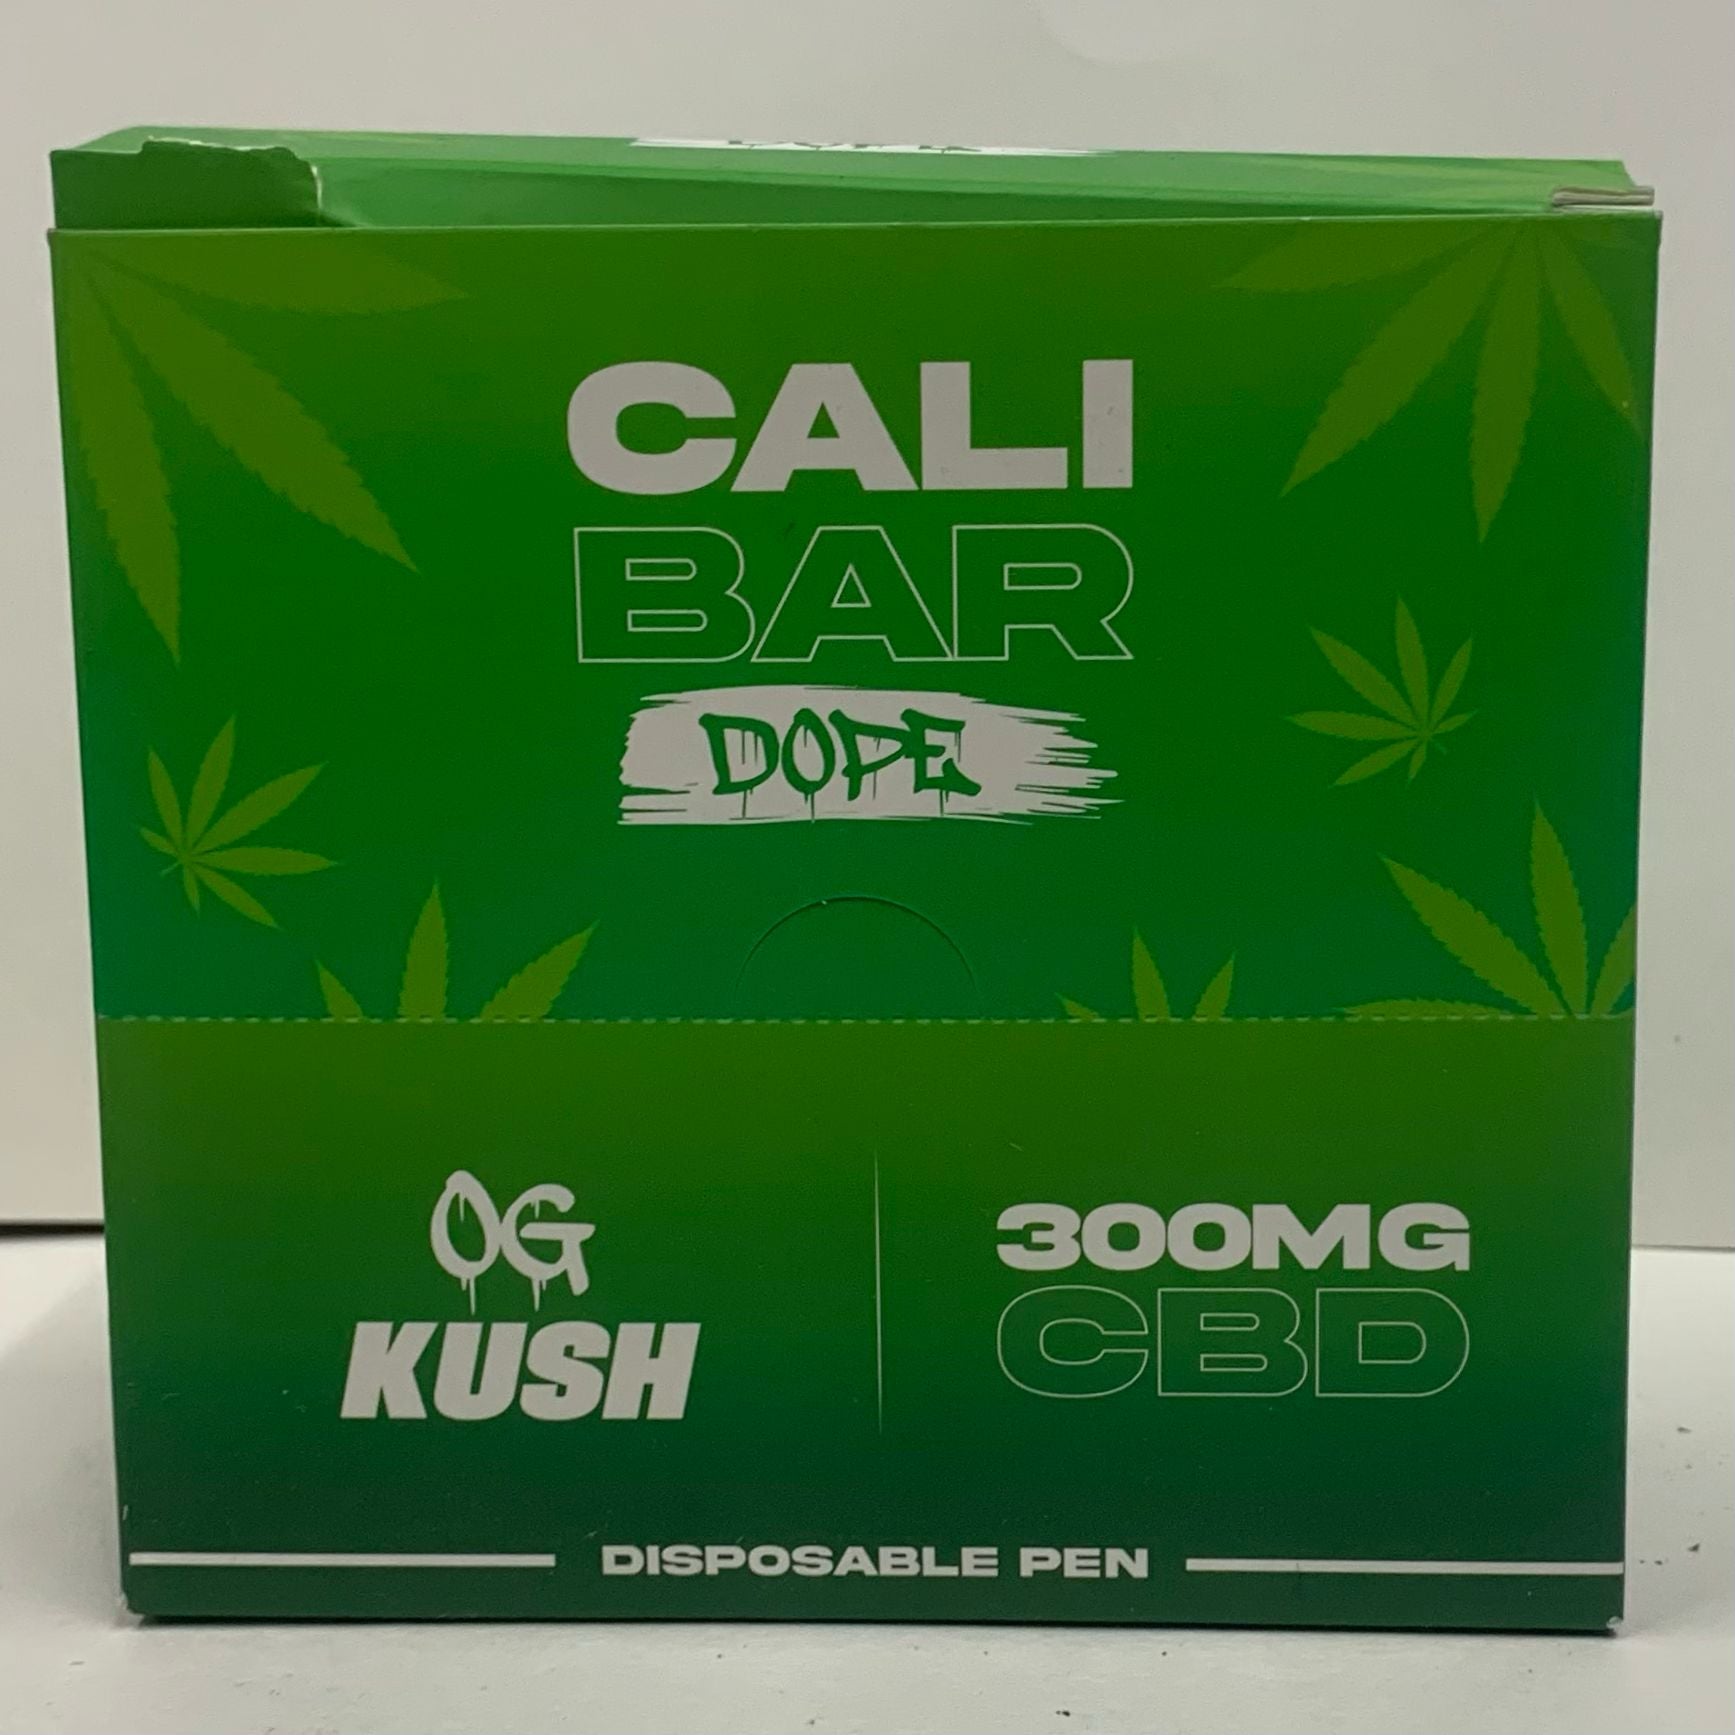 CALI
BAR
DOPE
OG
KUSH
300MG
CBD
DISPOSABLE PEN